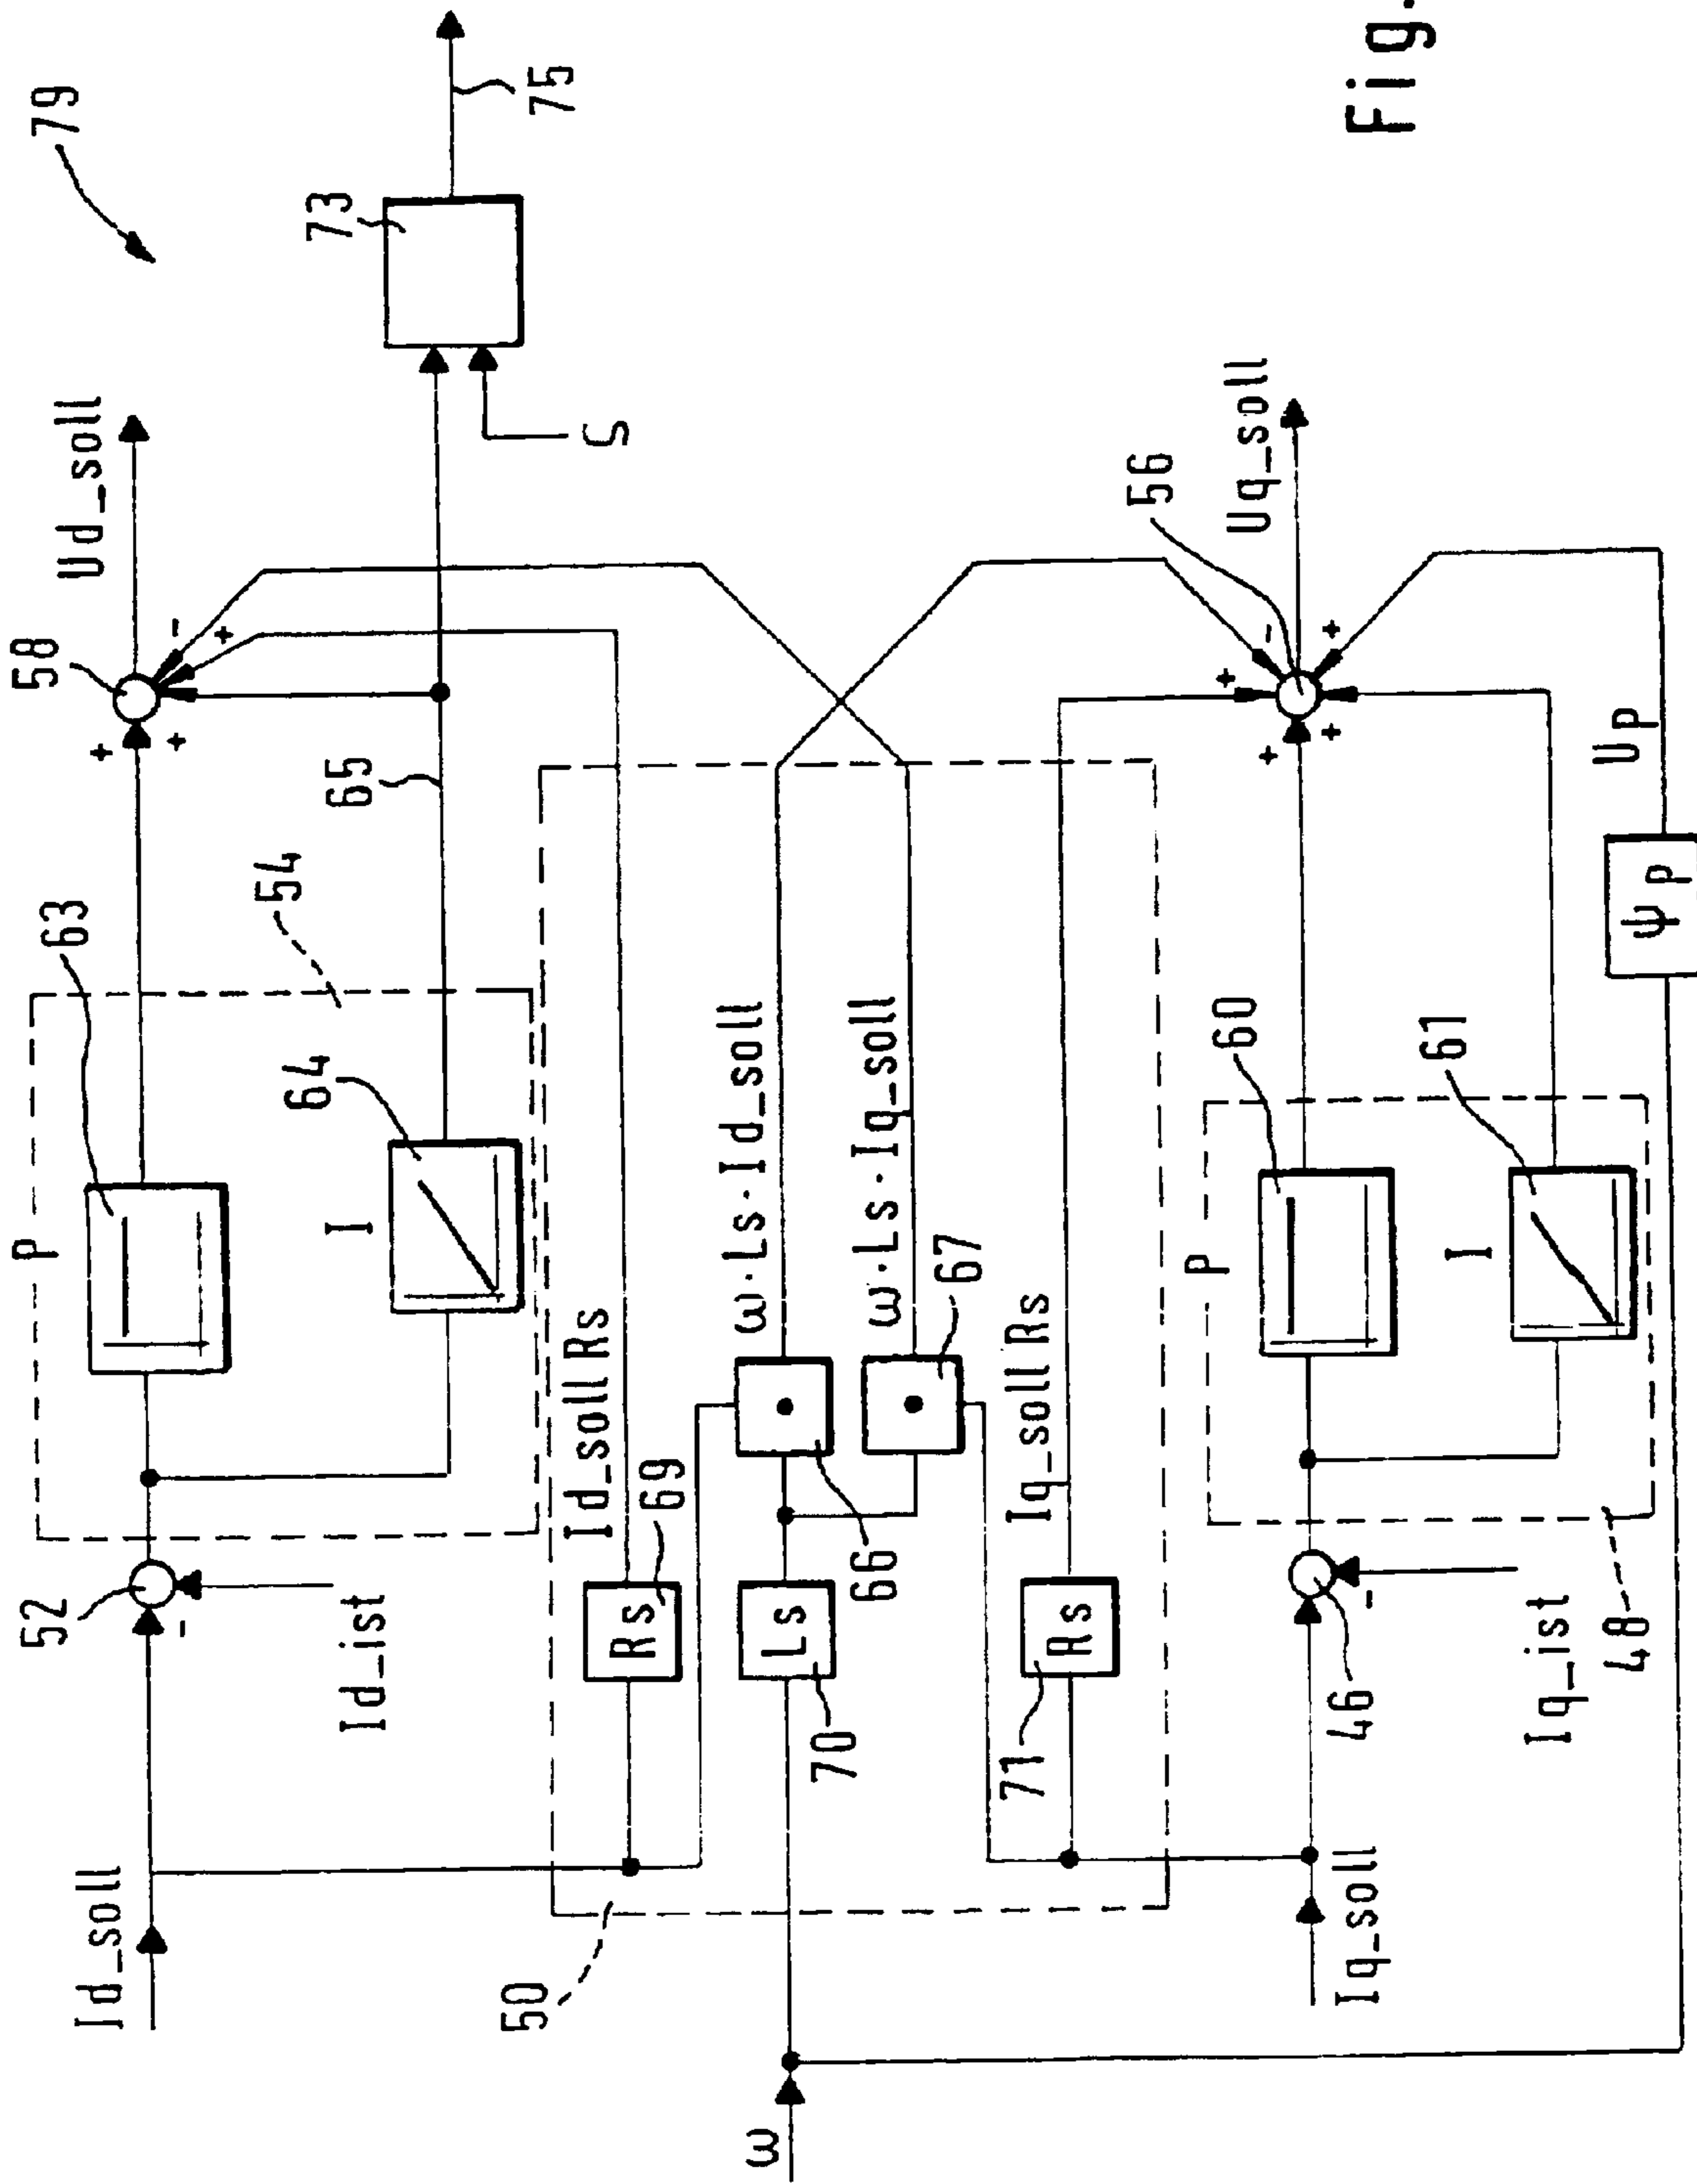 79
Ud_soll
58
73
75
S
63
54
65
P
64
I
52
Id_soll
Id_ist
Id_soll Rs
69
Rs
50
ω·Ls·Id_soll
ω·Ls·Iq_soll
66
67
Ls
70
ω
Iq_soll Rs
Rs
71
56
Uq_soll
60
P
61
I
46
Iq_soll
Iq_ist
48
Up
ψp
Fig.